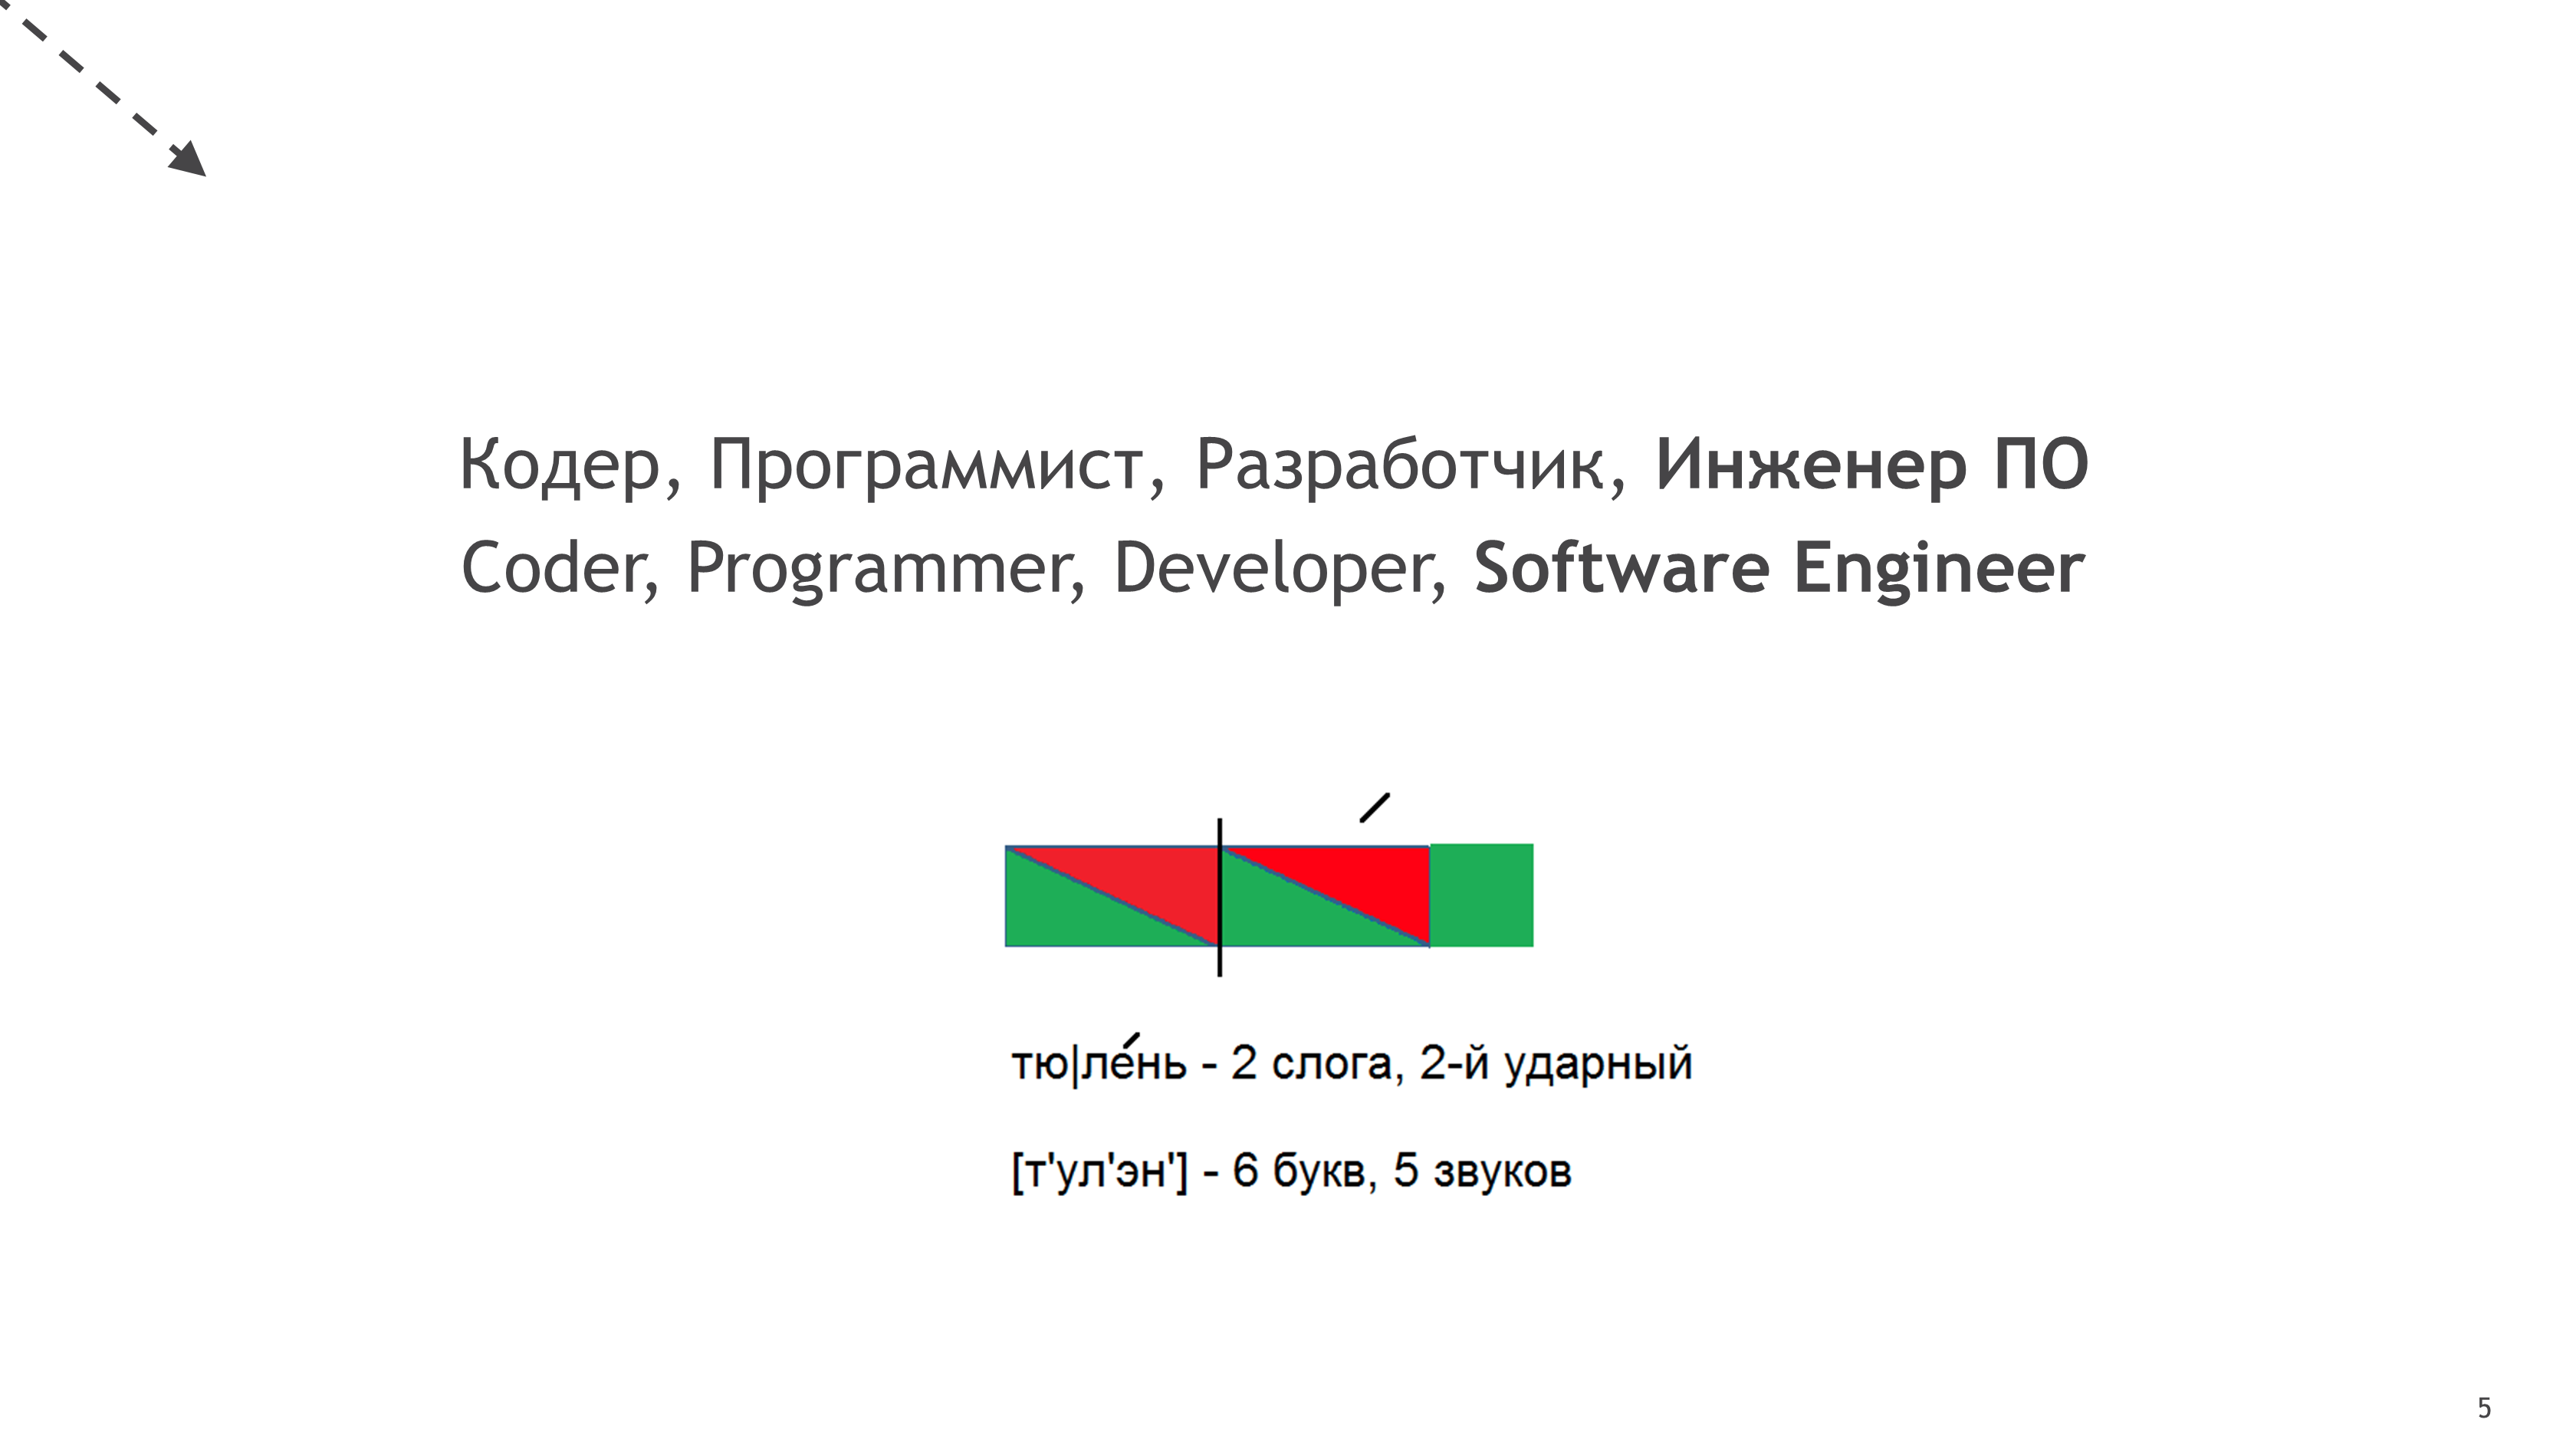 Кодер, Программист, Разработчик, Инженер ПО
Coder, Programmer, Developer, Software Engineer
тю|ле́нь - 2 слога, 2-й ударный
[т'ул'эн'] - 6 букв, 5 звуков
5